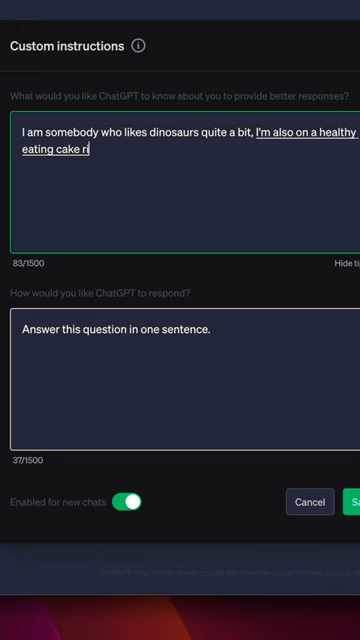 Custom instructions
What would you like ChatGPT to know about you to provide better responses?
I am somebody who likes dinosaurs quite a bit, I'm also on a healthy
eating cake ri
83/1500
Hide
How would you like ChatGPT to respond?
Answer this question in one sentence.
37/1500
Enabled for new chats
Cancel